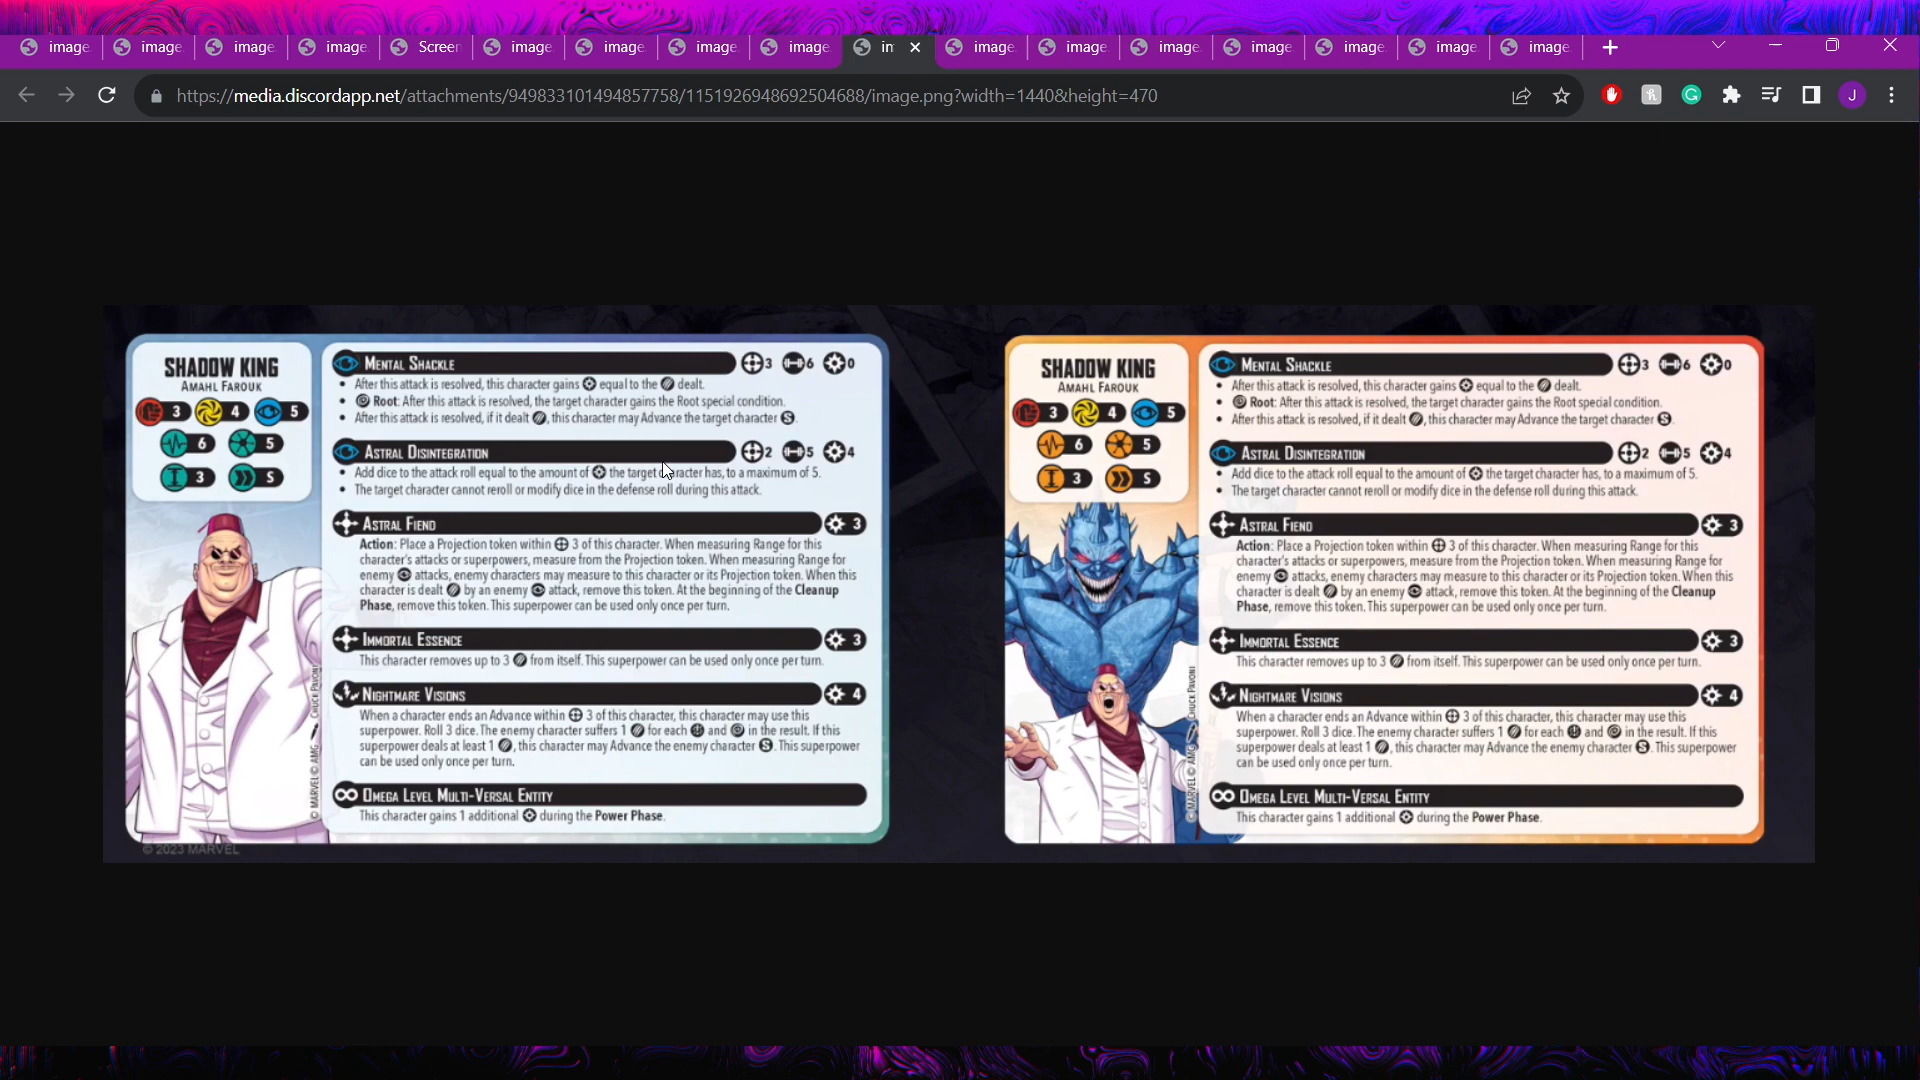 image
image
image
image.
Screen
image
image
image
image
in
image
image
image
image
image
image
image
https://media.discordapp.net/attachments/949833101494857758/1151926948692504688/image.png?width=1440&height=470
J
SHADOW KING
AMAHL FAROUK
3 4 5
6 5
3 S
MENTAL SHACKLE 3 6 0
• After this attack is resolved, this character gains equal to the dealt.
• Root: After this attack is resolved, the target character gains the Root special condition.
• After this attack is resolved, if it dealt , this character may Advance the target character S.
ASTRAL DISINTEGRATION 2 5 4
• Add dice to the attack roll equal to the amount of the target character has, to a maximum of 5.
• The target character cannot reroll or modify dice in the defense roll during this attack.
ASTRAL FIEND 3
Action: Place a Projection token within 3 of this character. When measuring Range for this
character's attacks or superpowers, measure from the Projection token. When measuring Range for
enemy attacks, enemy characters may measure to this character or its Projection token. When this
character is dealt by an enemy attack, remove this token. At the beginning of the Cleanup
Phase, remove this token. This superpower can be used only once per turn.
IMMORTAL ESSENCE 3
This character removes up to 3 from itself. This superpower can be used only once per turn.
NIGHTMARE VISIONS 4
When a character ends an Advance within 3 of this character, this character may use this
superpower. Roll 3 dice. The enemy character suffers 1 for each and in the result. If this
superpower deals at least 1 , this character may Advance the enemy character S. This superpower
can be used only once per turn.
OMEGA LEVEL MULTI-VERSAL ENTITY
This character gains 1 additional during the Power Phase.
© MARVEL © AMG CHUCK PAVONI
© 2023 MARVEL
SHADOW KING
AMAHL FAROUK
3 4 5
6 5
3 S
MENTAL SHACKLE 3 6 0
• After this attack is resolved, this character gains equal to the dealt.
• Root: After this attack is resolved, the target character gains the Root special condition.
• After this attack is resolved, if it dealt , this character may Advance the target character S.
ASTRAL DISINTEGRATION 2 5 4
• Add dice to the attack roll equal to the amount of the target character has, to a maximum of 5.
• The target character cannot reroll or modify dice in the defense roll during this attack.
ASTRAL FIEND 3
Action: Place a Projection token within 3 of this character. When measuring Range for this
character's attacks or superpowers, measure from the Projection token. When measuring Range for
enemy attacks, enemy characters may measure to this character or its Projection token. When this
character is dealt by an enemy attack, remove this token. At the beginning of the Cleanup
Phase, remove this token. This superpower can be used only once per turn.
IMMORTAL ESSENCE 3
This character removes up to 3 from itself. This superpower can be used only once per turn.
NIGHTMARE VISIONS 4
When a character ends an Advance within 3 of this character, this character may use this
superpower. Roll 3 dice. The enemy character suffers 1 for each and in the result. If this
superpower deals at least 1 , this character may Advance the enemy character S. This superpower
can be used only once per turn.
OMEGA LEVEL MULTI-VERSAL ENTITY
This character gains 1 additional during the Power Phase.
© MARVEL © AMG CHUCK PAVONI